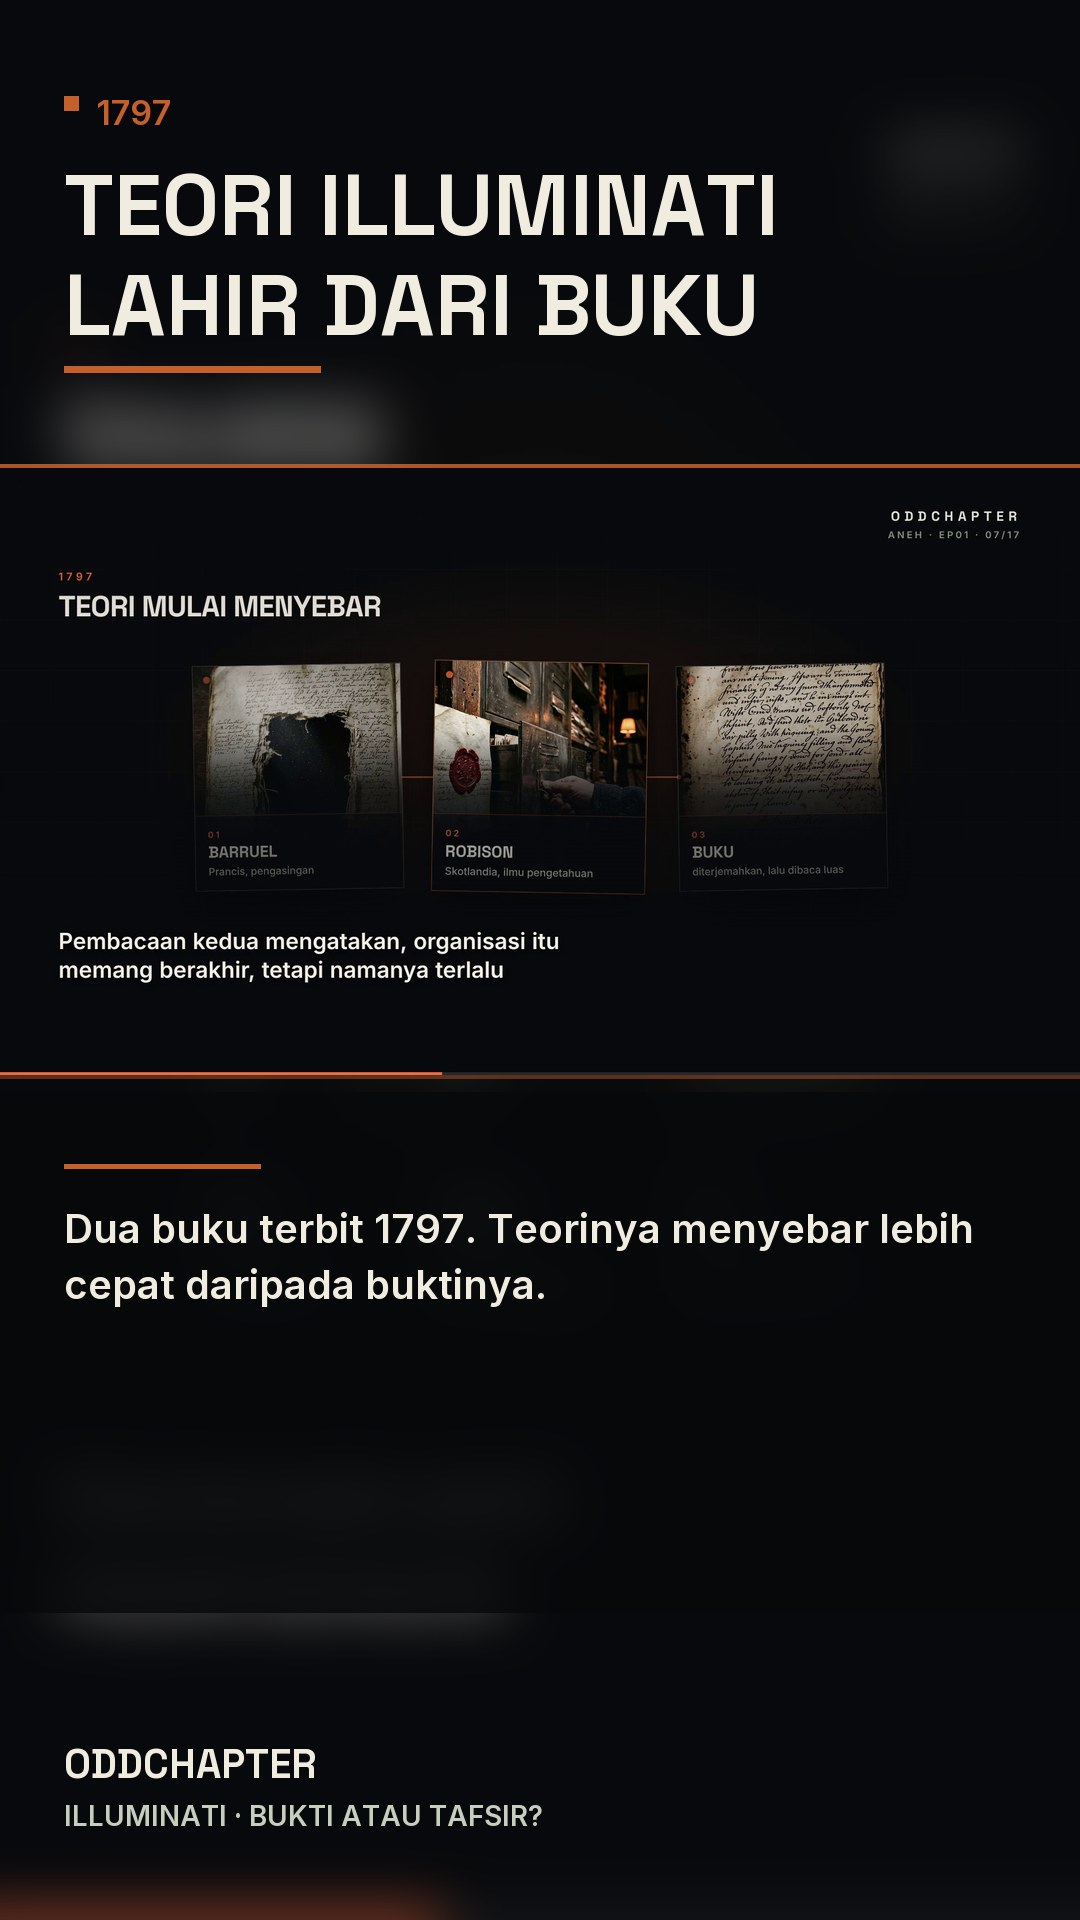 1797
TEORI ILLUMINATI
LAHIR DARI BUKU
ODDCHAPTER
ANEH · EP01 · 07/17
1797
TEORI MULAI MENYEBAR
01
BARRUEL
Prancis, pengasingan
02
ROBISON
Skotlandia, ilmu pengetahuan
03
BUKU
diterjemahkan, lalu dibaca luas
Pembacaan kedua mengatakan, organisasi itu
memang berakhir, tetapi namanya terlalu
Dua buku terbit 1797. Teorinya menyebar lebih
cepat daripada buktinya.
ODDCHAPTER
ILLUMINATI · BUKTI ATAU TAFSIR?